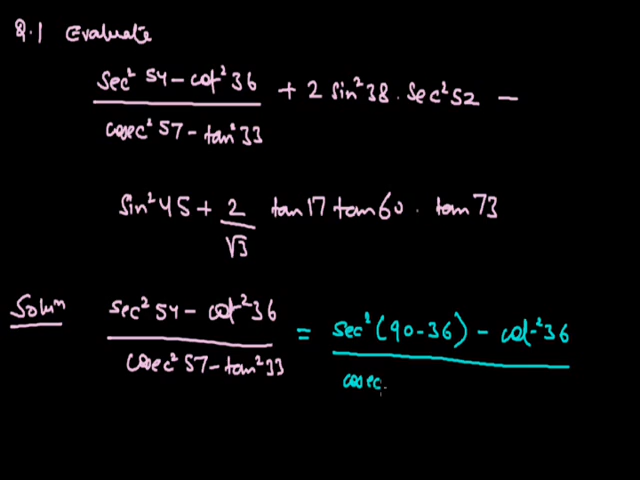 Q.1 Evaluate
sec² 54 – cot² 36 / cosec² 57 – tan² 33 + 2 sin² 38 . sec² 52 –
sin² 45 + 2/√3 tan 17 tan 60 . tan 73
Soluⁿ sec² 54 – cot² 36 / cosec² 57 – tan² 33 = sec² (90 - 36) – cot² 36 / cosec